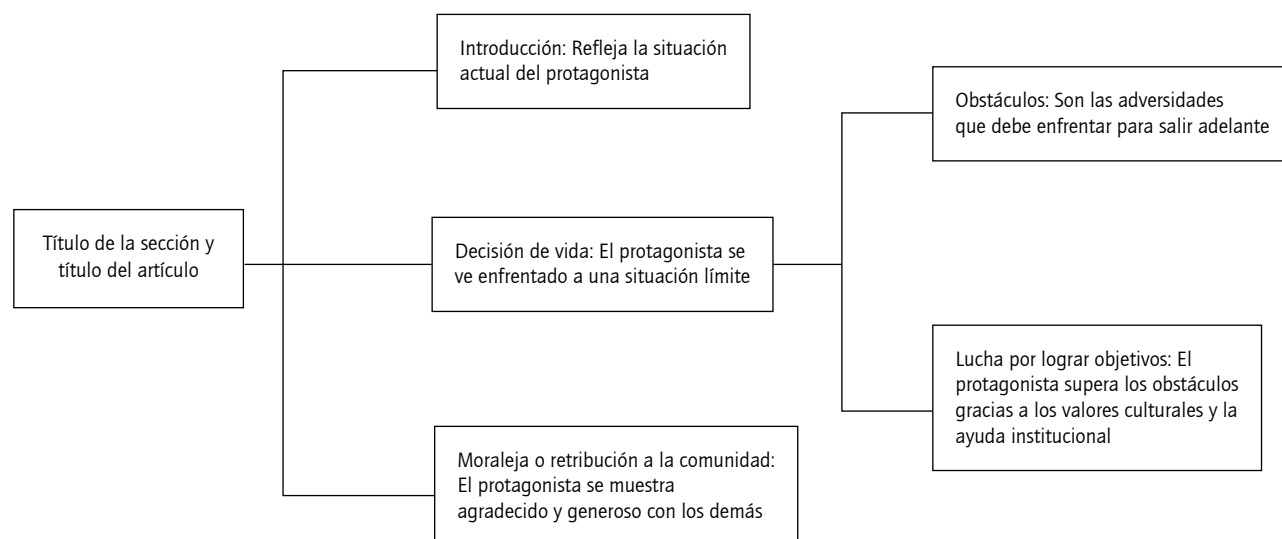 Título de la sección y
título del artículo
Introducción: Refleja la situación
actual del protagonista
Decisión de vida: El protagonista se
ve enfrentado a una situación límite
Obstáculos: Son las adversidades
que debe enfrentar para salir adelante
Lucha por lograr objetivos: El
protagonista supera los obstáculos
gracias a los valores culturales y la
ayuda institucional
Moraleja o retribución a la comunidad:
El protagonista se muestra
agradecido y generoso con los demás